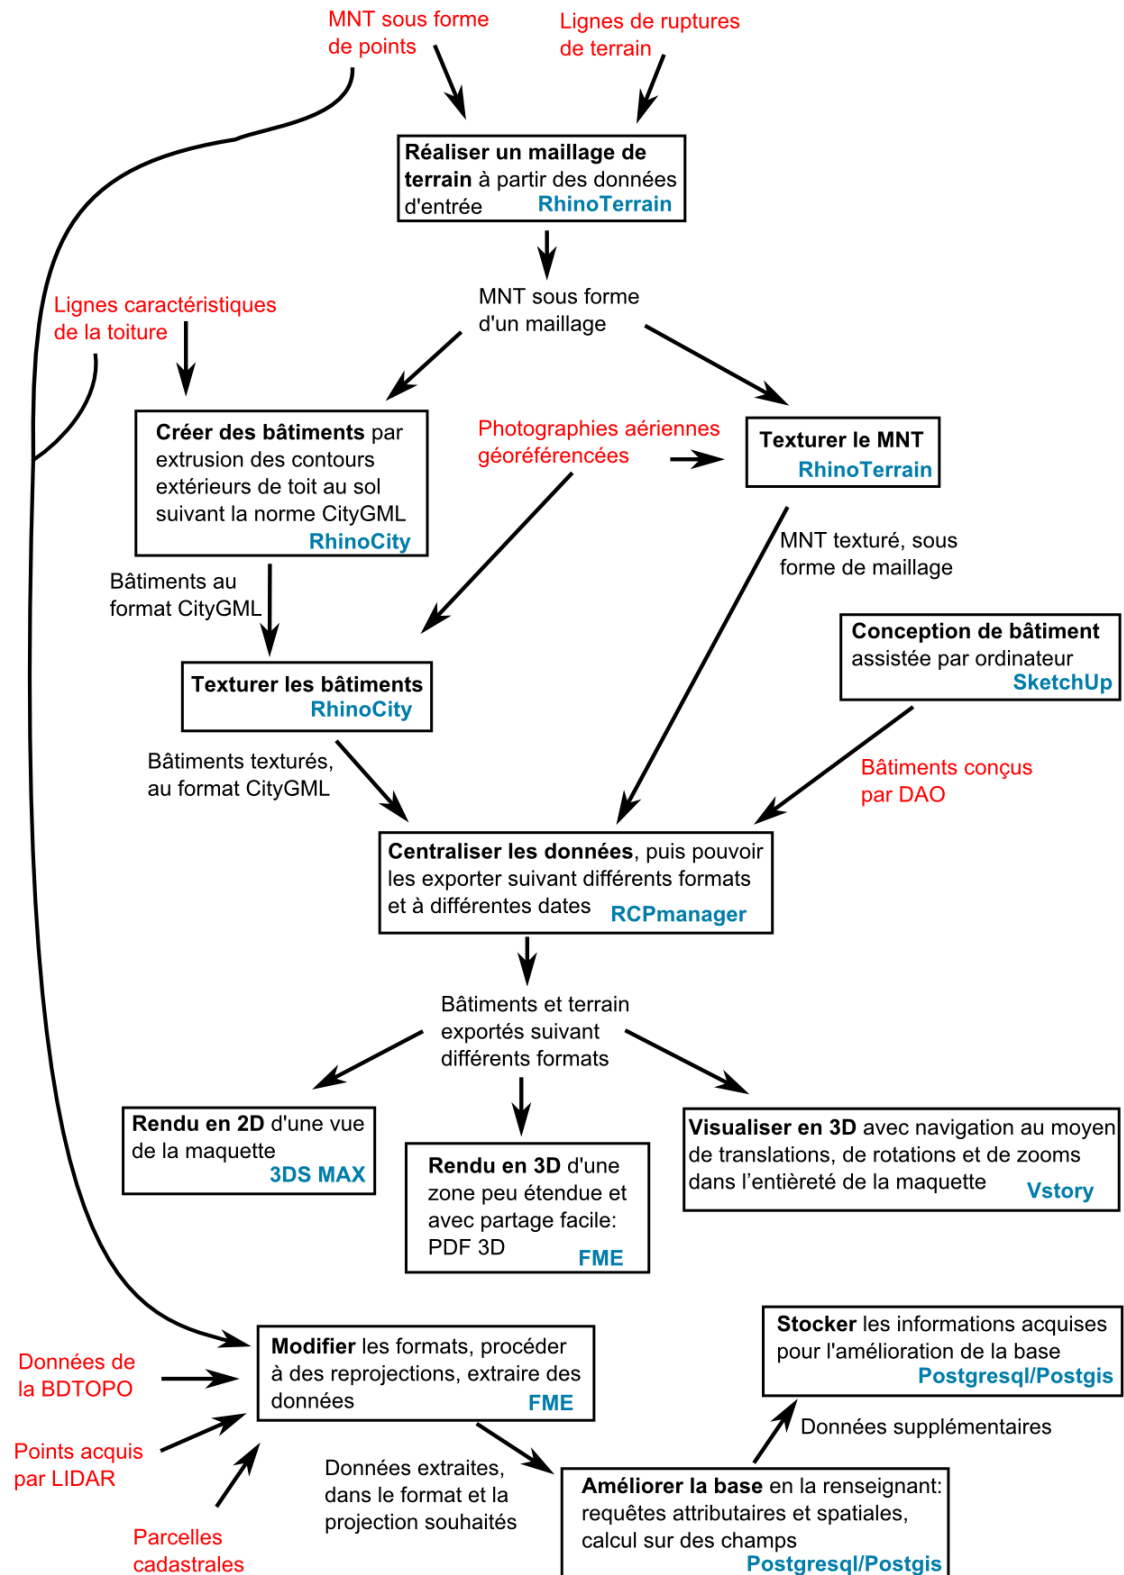 MNT sous forme
de points
Lignes de ruptures
de terrain
Réaliser un maillage de
terrain à partir des données
d'entrée RhinoTerrain
MNT sous forme
d'un maillage
Lignes caractéristiques
de la toiture
Créer des bâtiments par
extrusion des contours
extérieurs de toit au sol
suivant la norme CityGML
RhinoCity
Photographies aériennes
géoréférencées
Texturer le MNT
RhinoTerrain
MNT texturé, sous
forme de maillage
Bâtiments au
format CityGML
Conception de bâtiment
assistée par ordinateur
SketchUp
Texturer les bâtiments
RhinoCity
Bâtiments texturés,
au format CityGML
Bâtiments conçus
par DAO
Centraliser les données, puis pouvoir
les exporter suivant différents formats
et à différentes dates RCPmanager
Bâtiments et terrain
exportés suivant
différents formats
Rendu en 2D d'une vue
de la maquette
3DS MAX
Rendu en 3D d'une
zone peu étendue et
avec partage facile:
PDF 3D FME
Visualiser en 3D avec navigation au moyen
de translations, de rotations et de zooms
dans l'entièreté de la maquette Vstory
Modifier les formats, procéder
à des reprojections, extraire des
données FME
Stocker les informations acquises
pour l'amélioration de la base
Postgresql/Postgis
Données de
la BDTOPO
Points acquis
par LIDAR
Parcelles
cadastrales
Données extraites,
dans le format et la
projection souhaités
Données supplémentaires
Améliorer la base en la renseignant:
requêtes attributaires et spatiales,
calcul sur des champs
Postgresql/Postgis